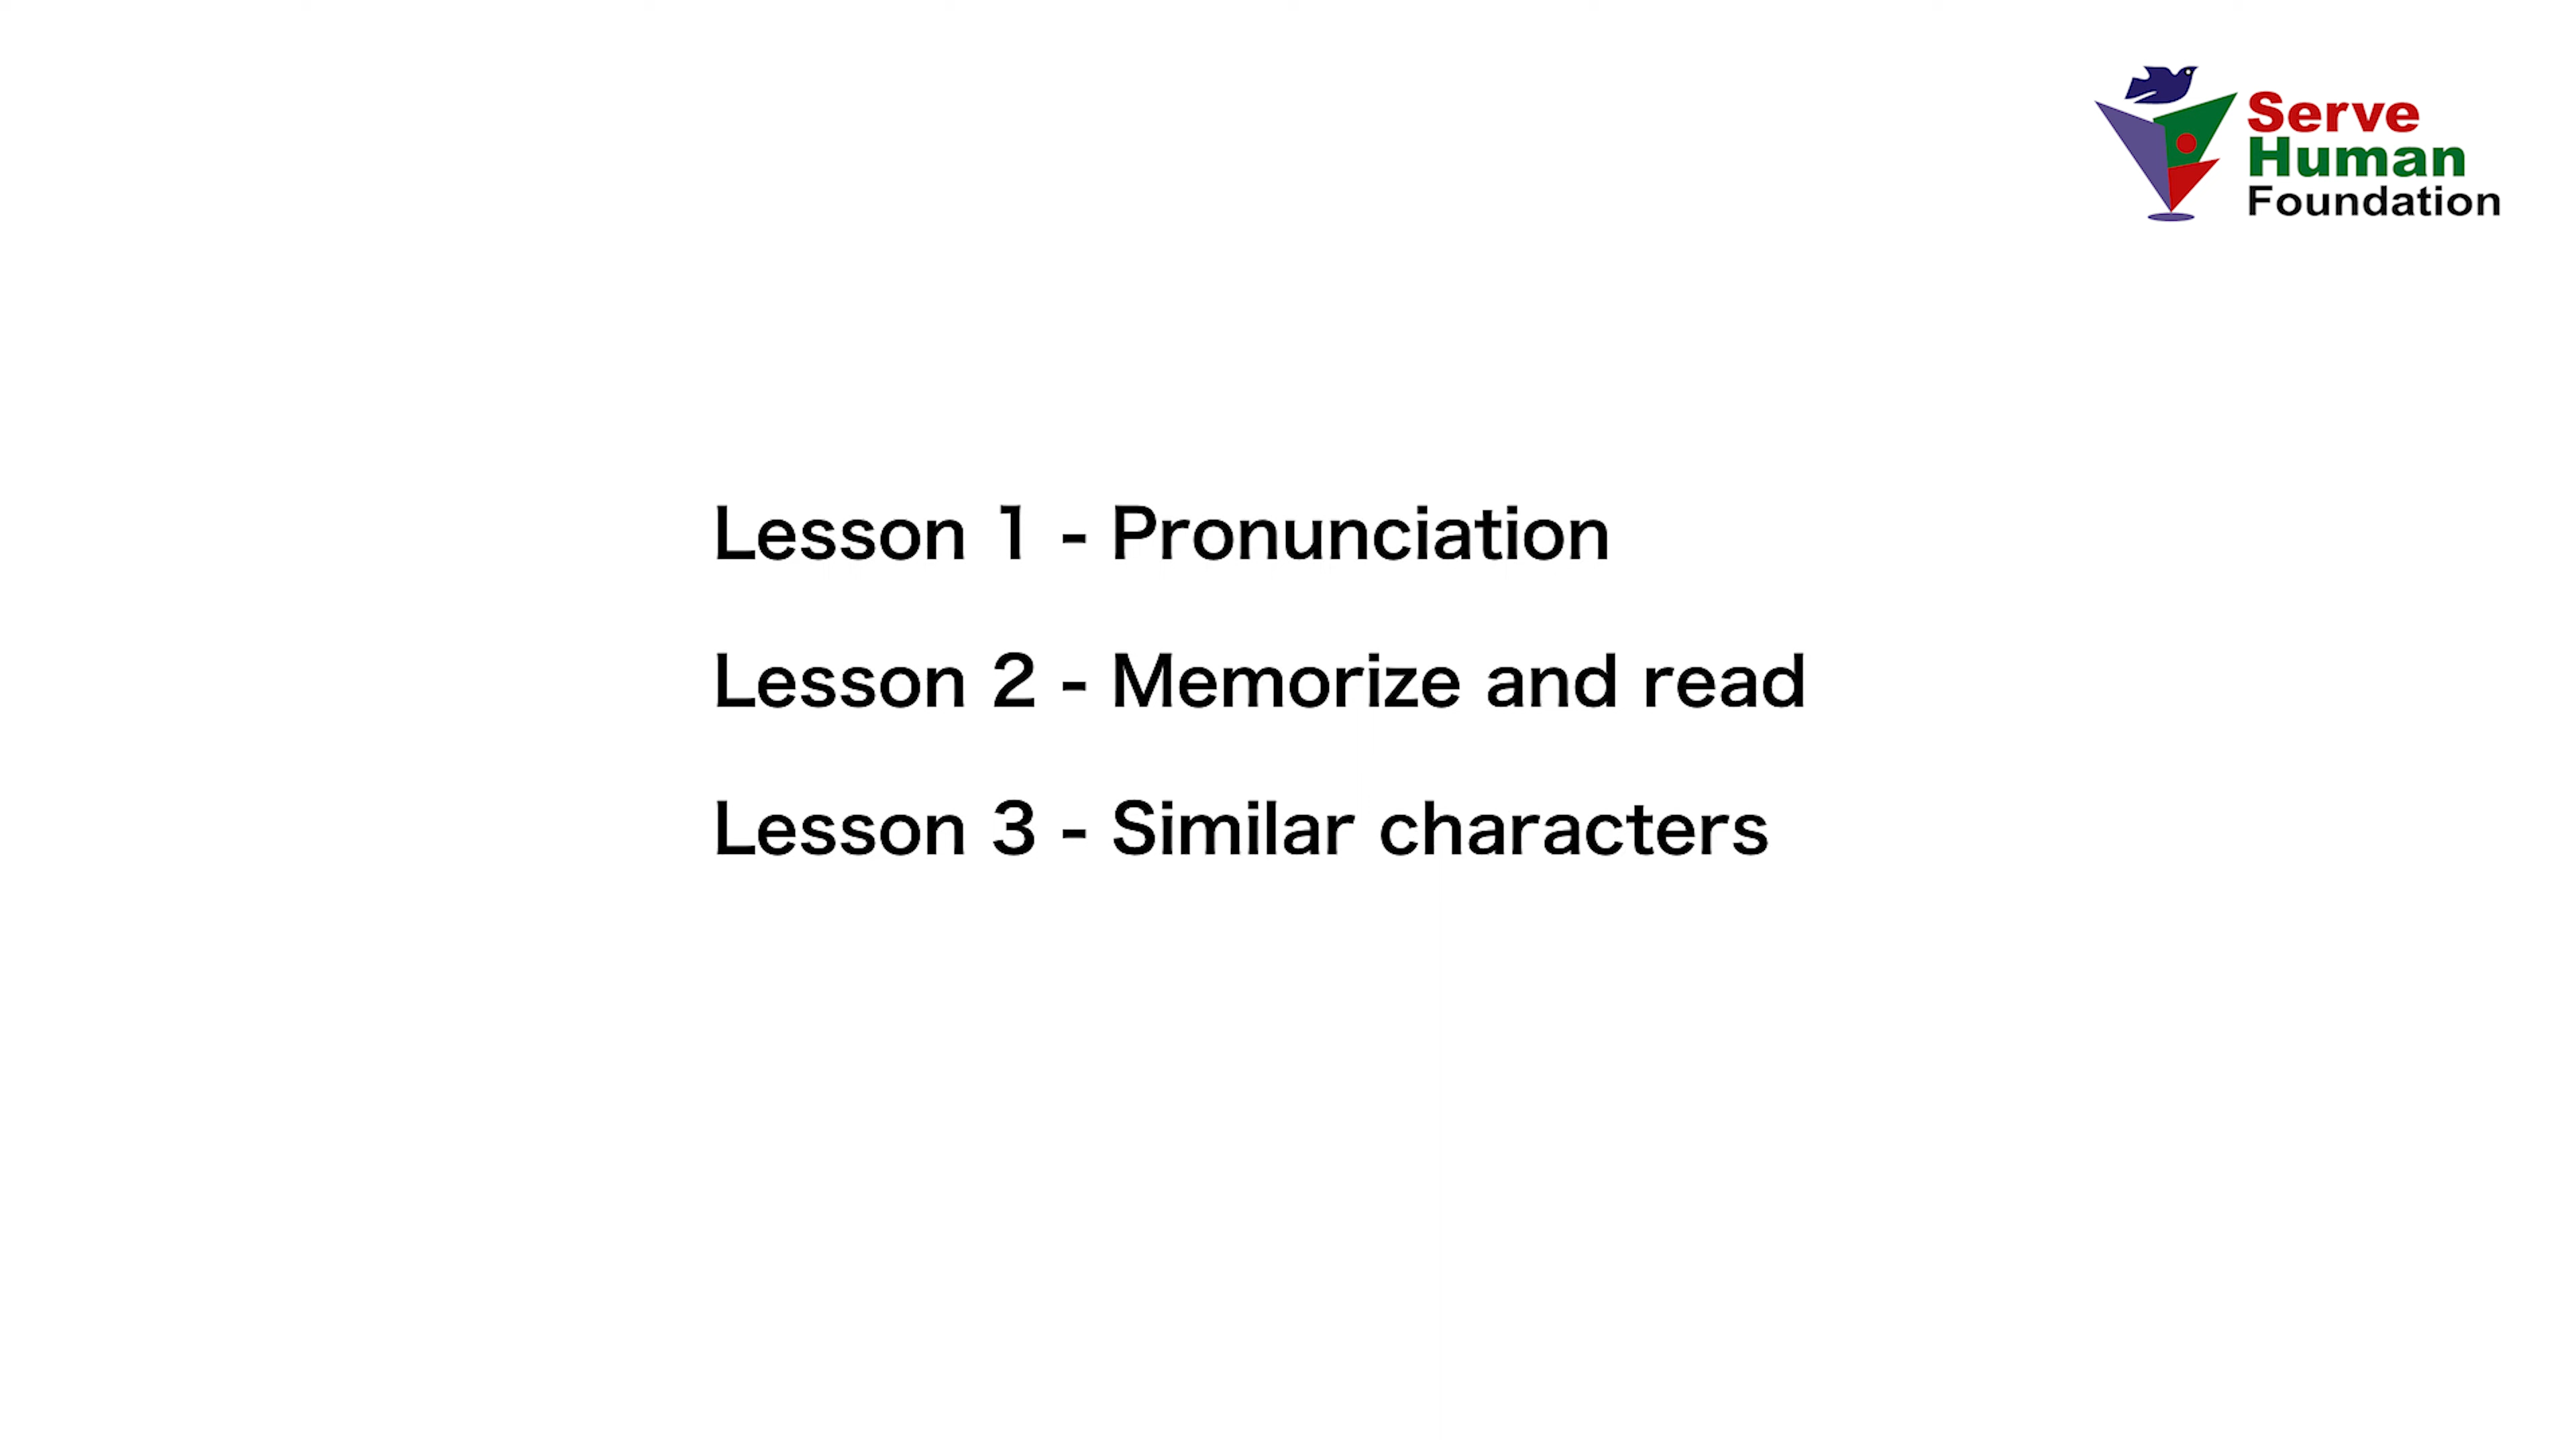 Serve
Human
Foundation
Lesson 1 - Pronunciation
Lesson 2 - Memorize and read
Lesson 3 - Similar characters